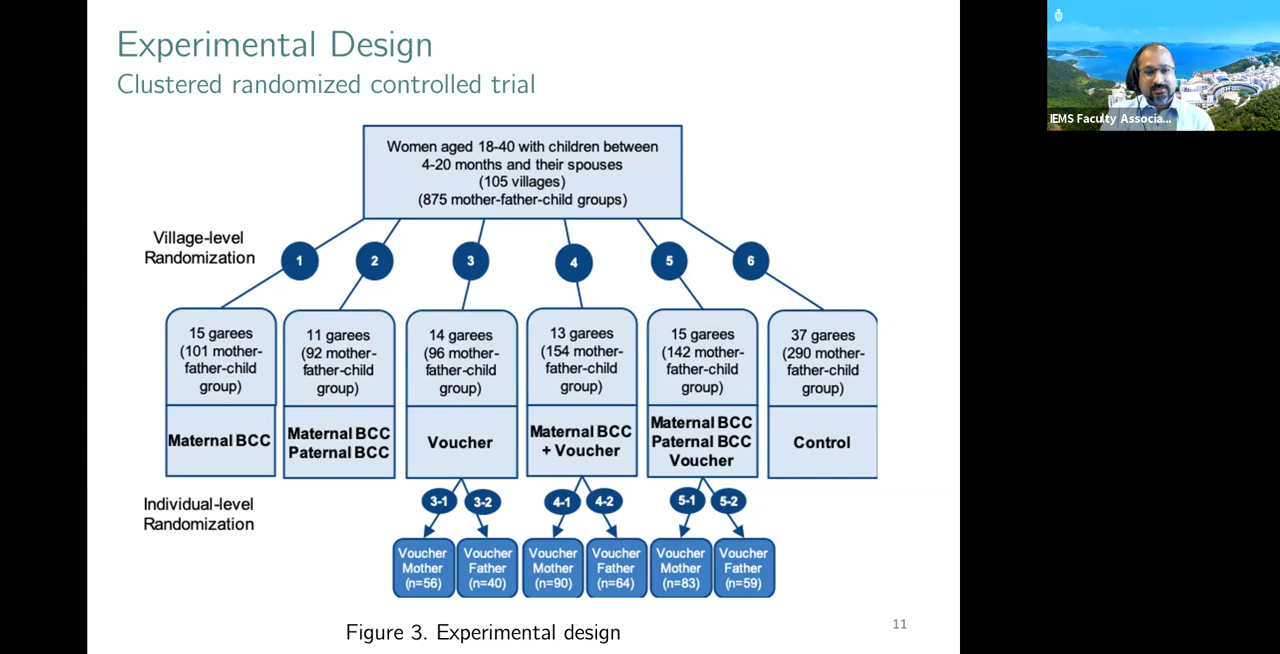 Experimental Design
Clustered randomized controlled trial
IEMS Faculty Associa...
Women aged 18-40 with children between
4-20 months and their spouses
(105 villages)
(875 mother-father-child groups)
Village-level
Randomization
1
2
3
4
5
6
15 garees
(101 mother-
father-child
group)
Maternal BCC
11 garees
(92 mother-
father-child
group)
Maternal BCC
Paternal BCC
14 garees
(96 mother-
father-child
group)
Voucher
13 garees
(154 mother-
father-child
group)
Maternal BCC
+ Voucher
15 garees
(142 mother-
father-child
group)
Maternal BCC
Paternal BCC
Voucher
37 garees
(290 mother-
father-child
group)
Control
Individual-level
Randomization
3-1
3-2
4-1
4-2
5-1
5-2
Voucher
Mother
(n=56)
Voucher
Father
(n=40)
Voucher
Mother
(n=90)
Voucher
Father
(n=64)
Voucher
Mother
(n=83)
Voucher
Father
(n=59)
Figure 3. Experimental design
11